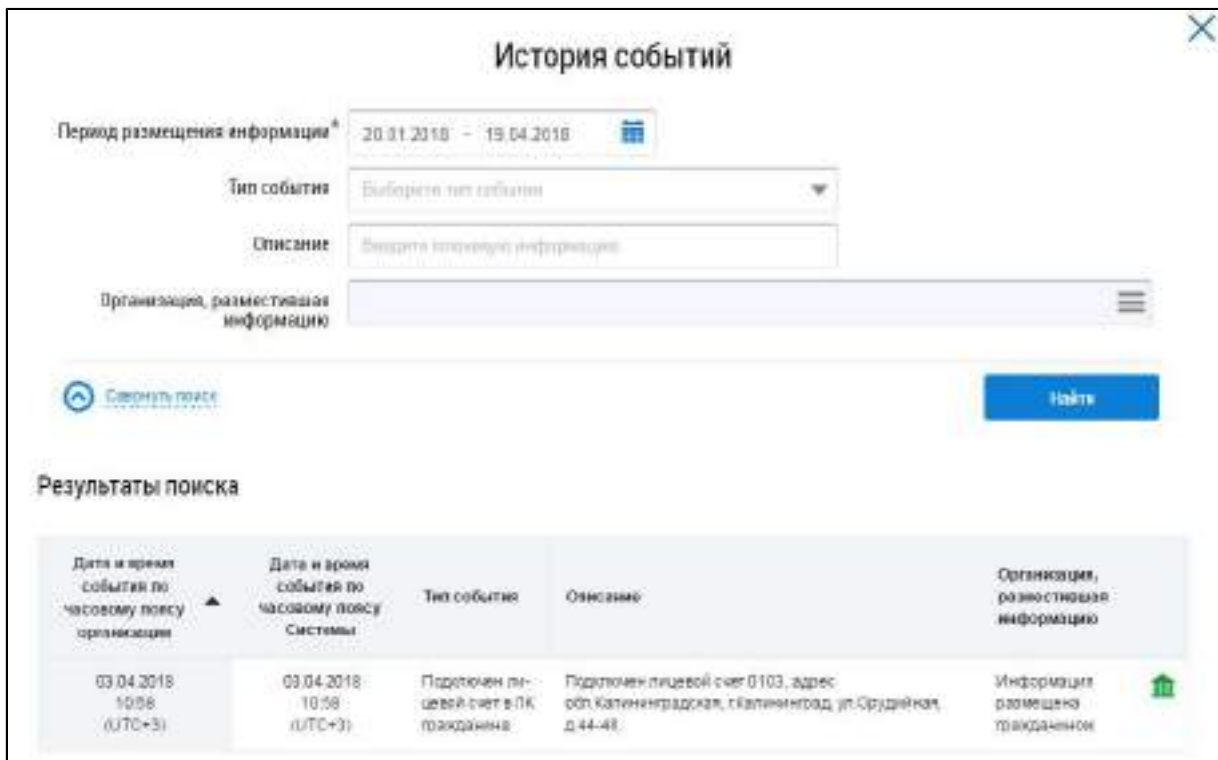 История событий
Период размещения информации*
20.01.2018 - 19.04.2018
Тип события
Выберите тип события
Описание
Введите ключевую информацию
Организация, разместившая
информацию
Свернуть поиск
Найти
Результаты поиска
Дата и время
события по
часовому поясу
организации
Дата и время
события по
часовому поясу
Системы
Тип события
Описание
Организация,
разместившая
информацию
03.04.2018
10:58
(UTC+3)
03.04.2018
10:58
(UTC+3)
Подключен ли-
цевой счет в ЛК
гражданина
Подключен лицевой счет 0103, адрес
обл.Калининградская, г.Калининград, ул.Орудийная,
д.44-48.
Информация
размещена
гражданином